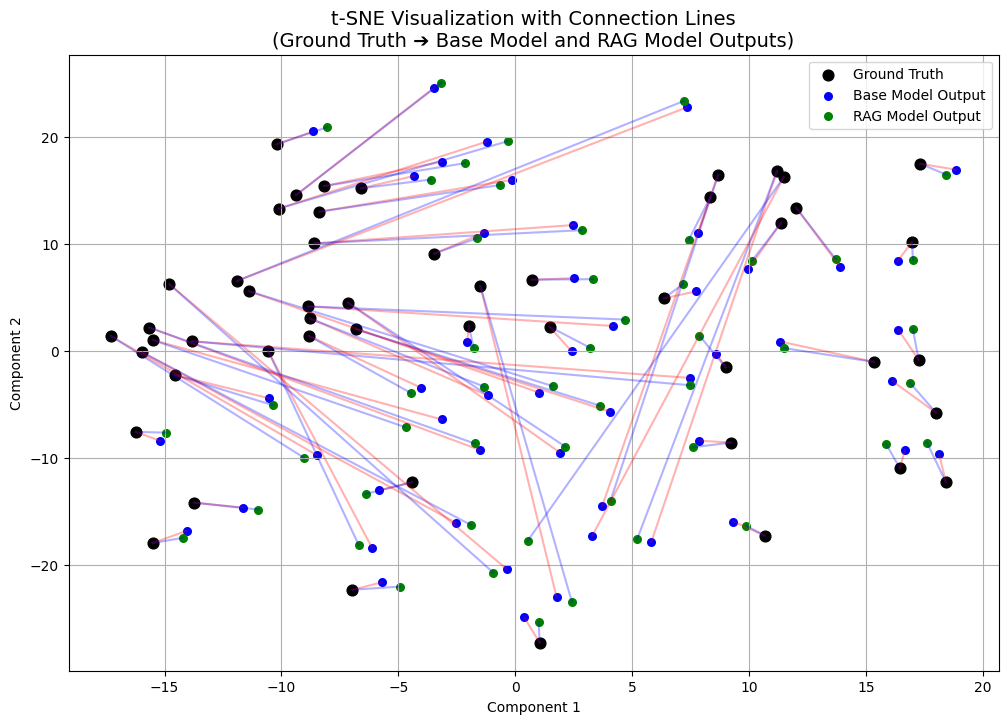 t-SNE Visualization with Connection Lines
(Ground Truth ➔ Base Model and RAG Model Outputs)
Ground Truth
Base Model Output
RAG Model Output
Component 2
20
10
0
−10
−20
−15
−10
−5
0
5
10
15
20
Component 1